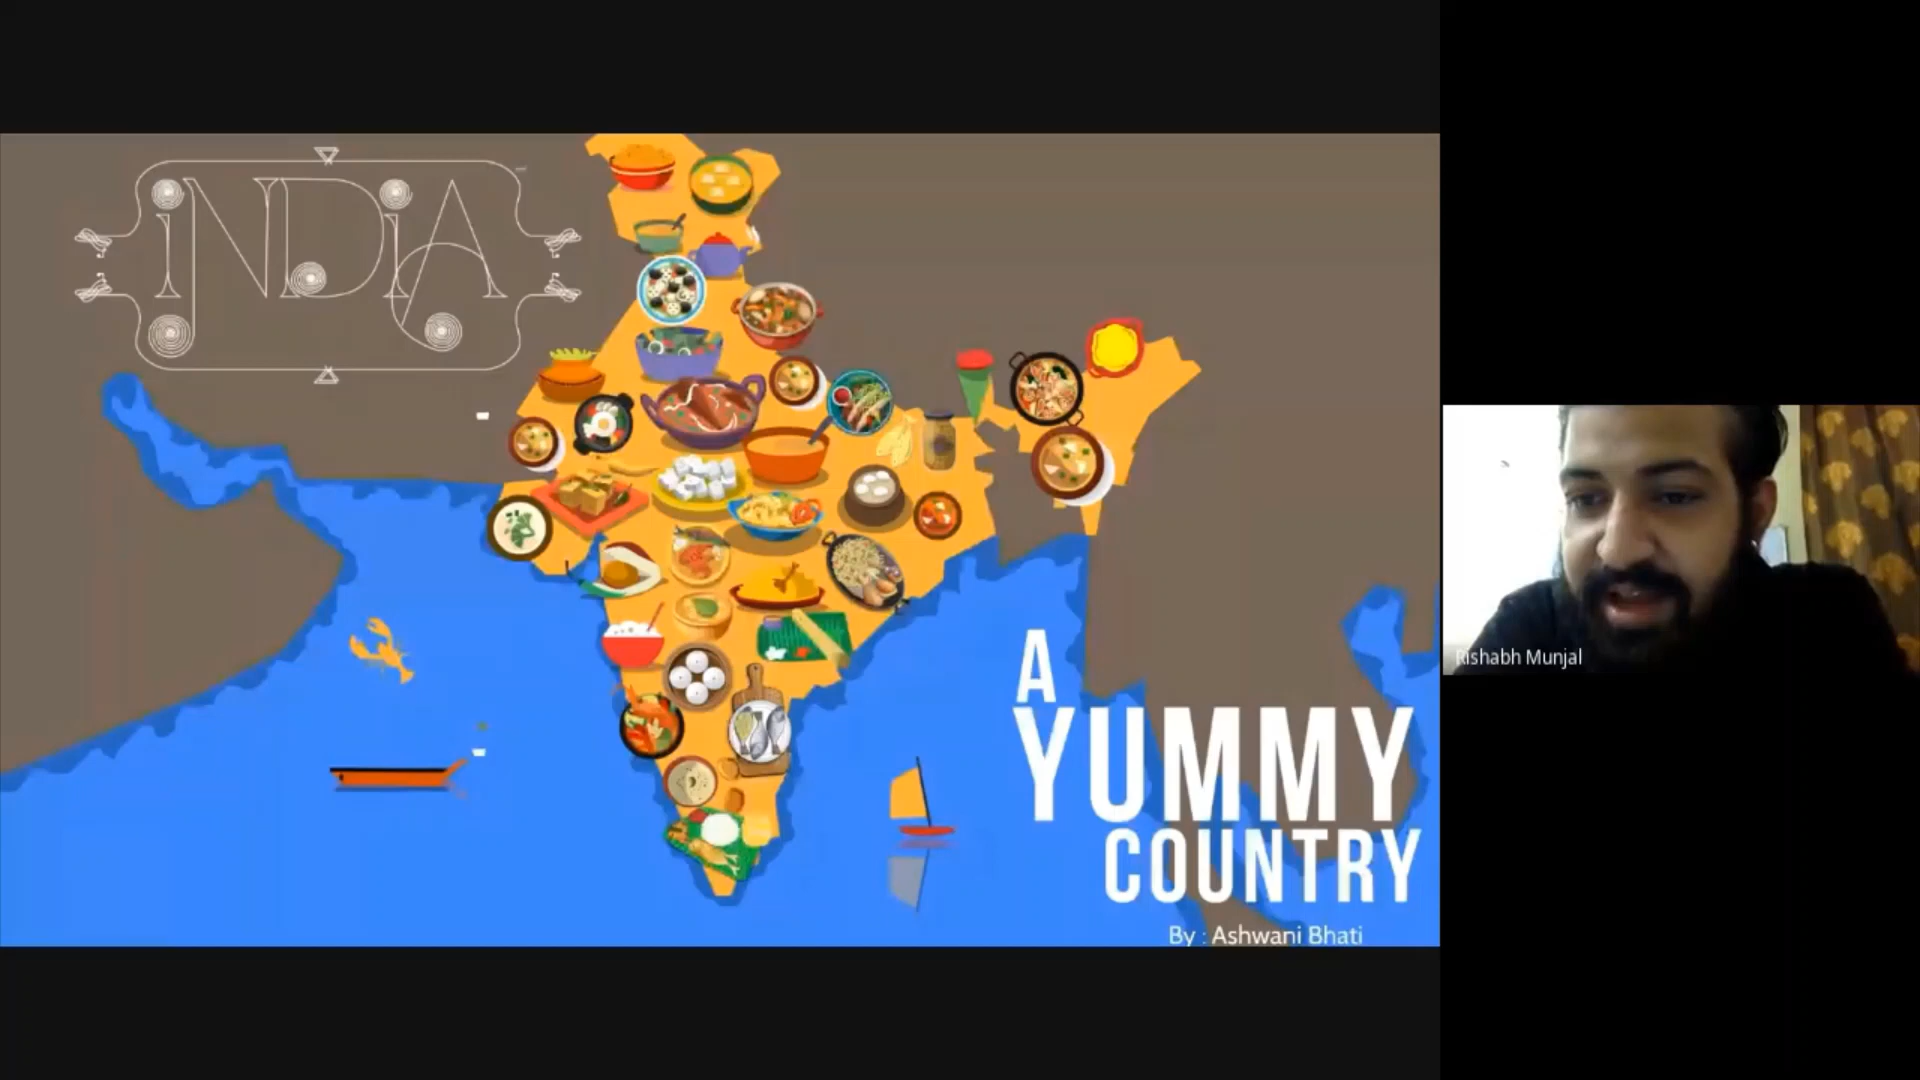 iNDiA
A
YUMMY
COUNTRY
By : Ashwani Bhati
Rishabh Munjal